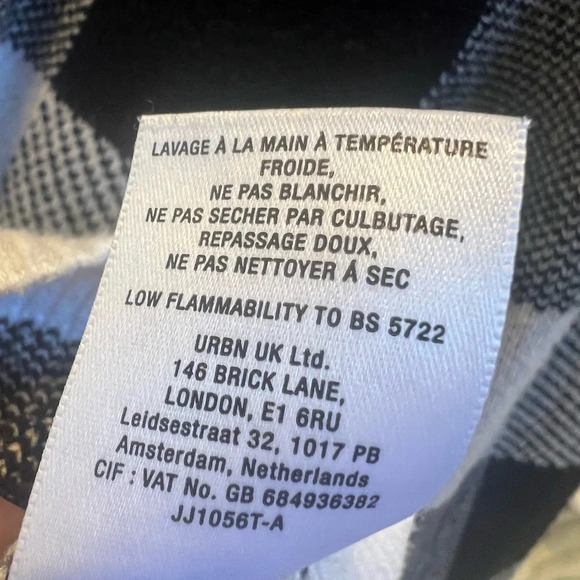 LAVAGE À LA MAIN À TEMPÉRATURE
FROIDE,
NE PAS BLANCHIR,
NE PAS SECHER PAR CULBUTAGE,
REPASSAGE DOUX,
NE PAS NETTOYER Á SEC
LOW FLAMMABILITY TO BS 5722
URBN UK Ltd.
146 BRICK LANE,
LONDON, E1 6RU
Leidsestraat 32, 1017 PB
Amsterdam, Netherlands
CIF : VAT No. GB 684936382
JJ1056T-A